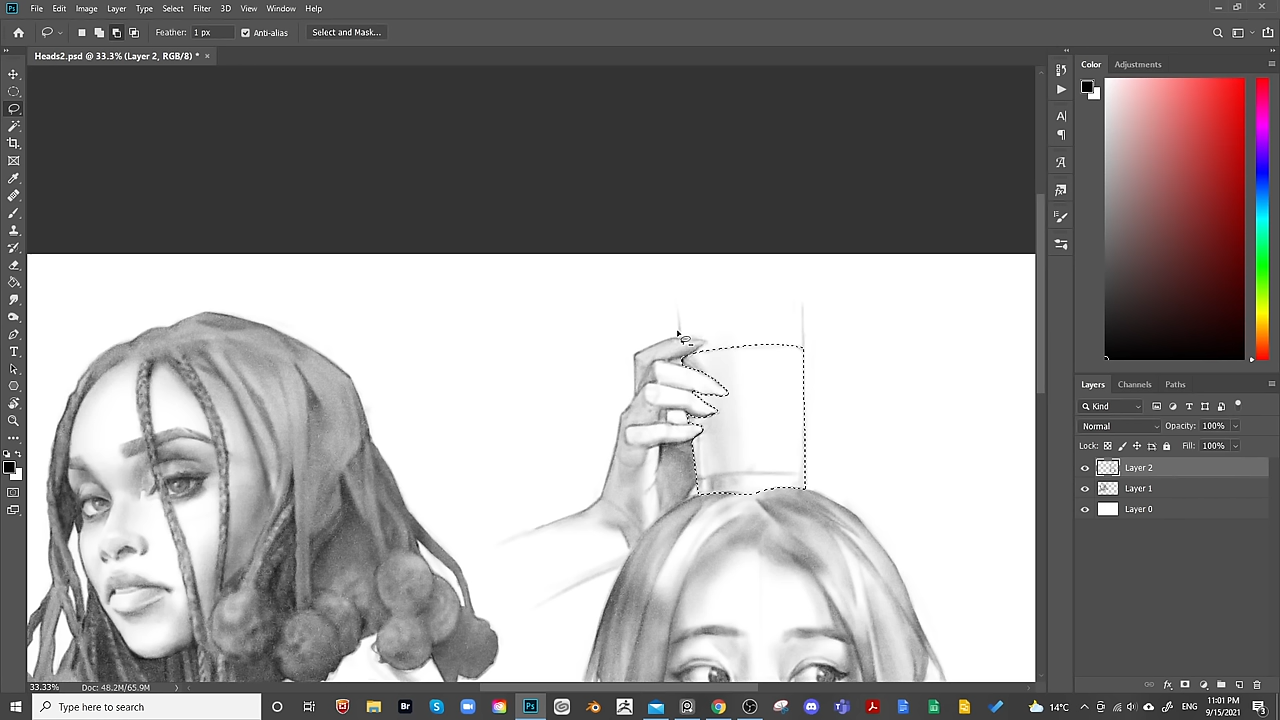 Ps File Edit Image Layer Type Select Filter 3D View Window Help
Feather: 1 px Anti-alias Select and Mask...
Heads2.psd @ 33.3% (Layer 2, RGB/8) * ×
Color Adjustments
Layers Channels Paths
Kind
Normal Opacity: 100%
Lock: Fill: 100%
Layer 2
Layer 1
Layer 0
33.33% Doc: 48.2M/65.9M
Type here to search
Br
Ps
14°C
ENG
11:01 PM
9/15/2021